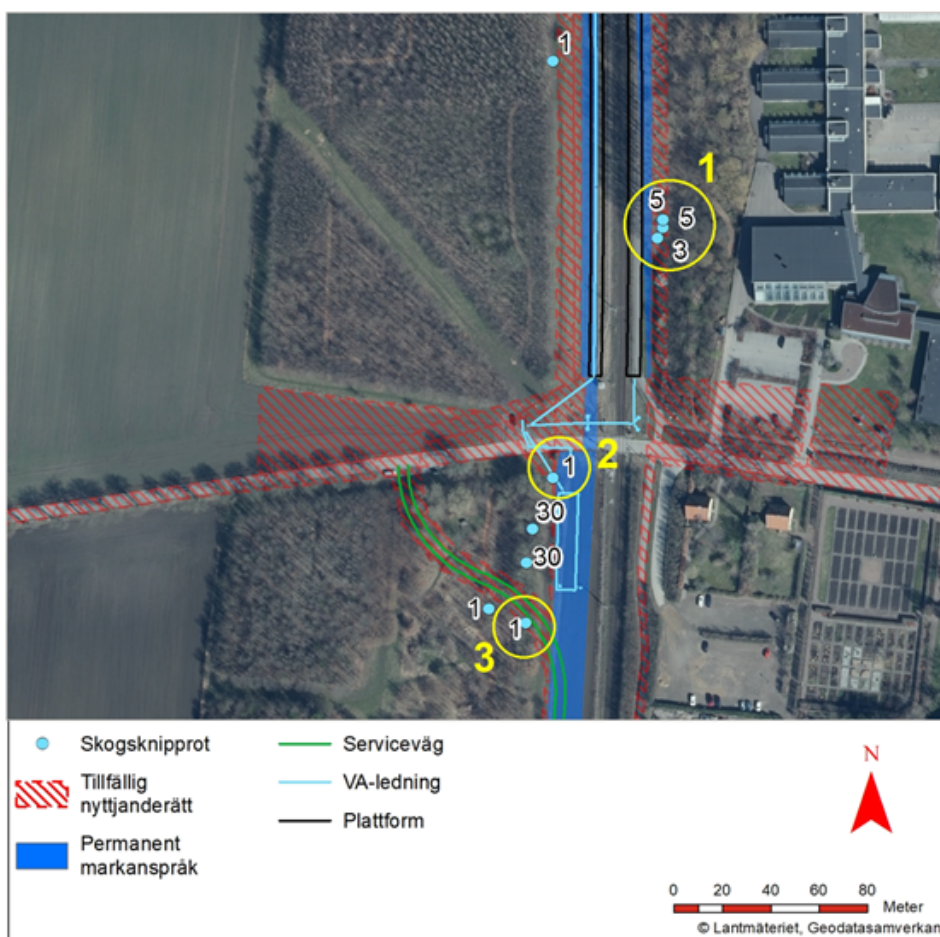 1
1
5
5
3
1
2
30
30
1
1
3
Skogsknipprot
Tillfällig
nyttjanderätt
Permanent
markanspråk
Serviceväg
VA-ledning
Plattform
N
0 20 40 60 80
Meter
© Lantmäteriet, Geodatasamverkan